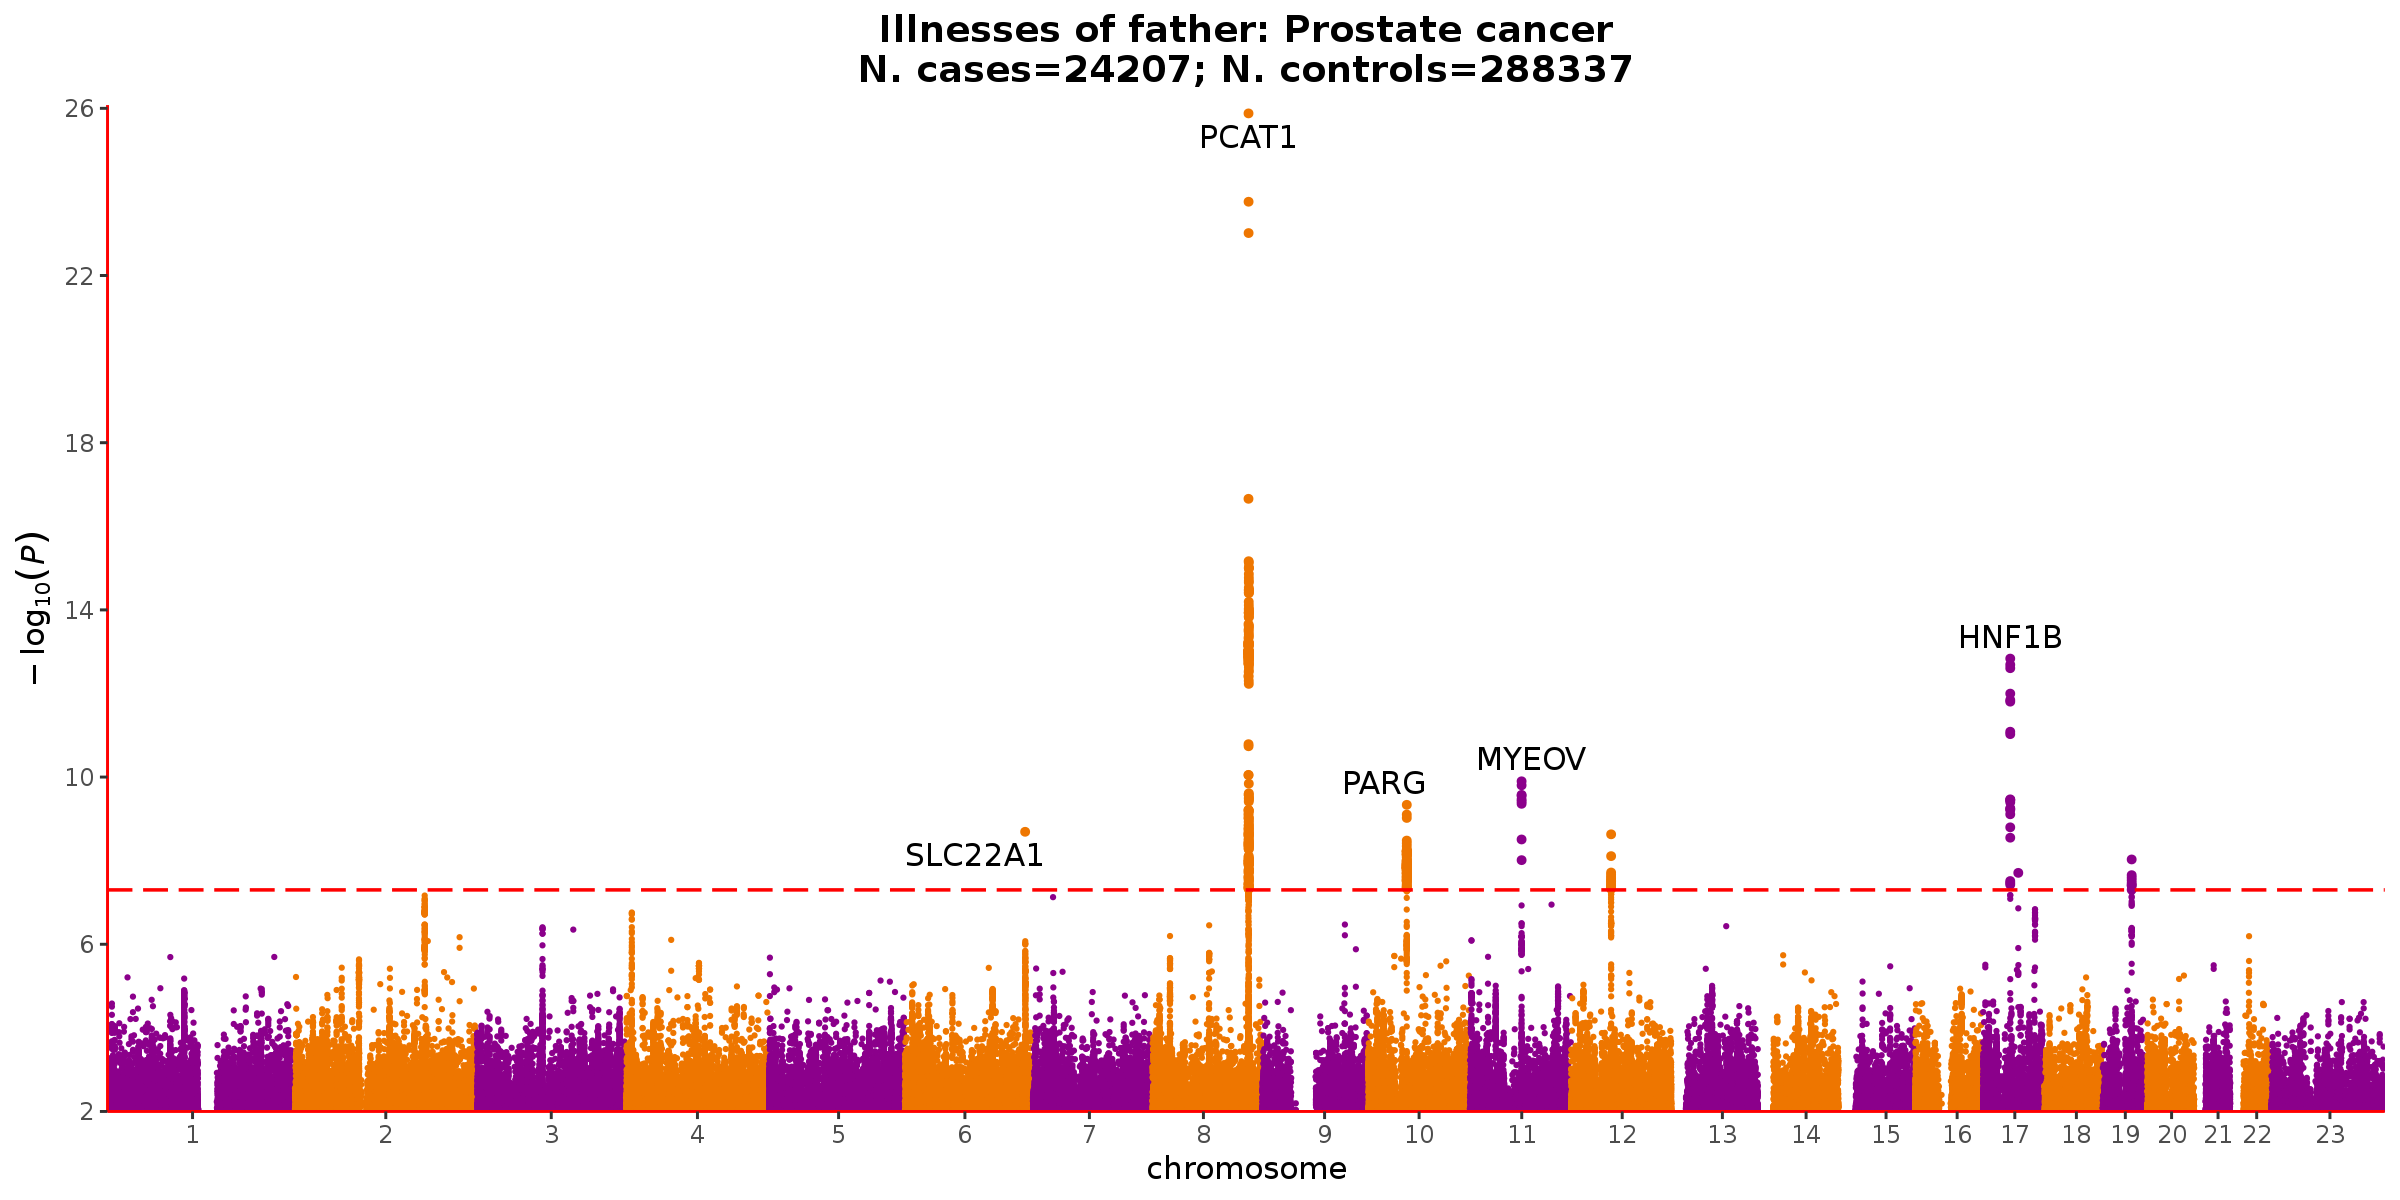 Illnesses of father: Prostate cancer
N. cases=24207; N. controls=288337
26
22
18
14
10
6
2
−log10(P)
PCAT1
HNF1B
MYEOV
PARG
SLC22A1
1 2 3 4 5 6 7 8 9 10 11 12 13 14 15 16 17 18 19 20 21 22 23
chromosome